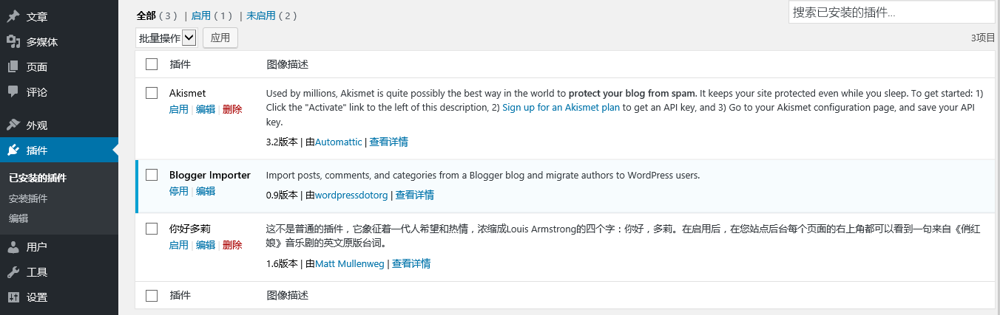 文章
多媒体
页面
评论
外观
插件
已安装的插件
安装插件
编辑
用户
工具
设置
全部（3） | 启用（1） | 未启用（2）
搜索已安装的插件...
批量操作 应用
3项目
插件 图像描述
Akismet
启用 | 编辑 | 删除
Used by millions, Akismet is quite possibly the best way in the world to protect your blog from spam. It keeps your site protected even while you sleep. To get started: 1)
Click the "Activate" link to the left of this description, 2) Sign up for an Akismet plan to get an API key, and 3) Go to your Akismet configuration page, and save your API
key.
3.2版本 | 由Automattic | 查看详情
Blogger Importer
停用 | 编辑
Import posts, comments, and categories from a Blogger blog and migrate authors to WordPress users.
0.9版本 | 由wordpressdotorg | 查看详情
你好多莉
启用 | 编辑 | 删除
这不是普通的插件，它象征着一代人希望和热情，浓缩成Louis Armstrong的四个字：你好，多莉。在启用后，在您站点后台每个页面的右上角都可以看到一句来自《俏红
娘》音乐剧的英文原版台词。
1.6版本 | 由Matt Mullenweg | 查看详情
插件 图像描述